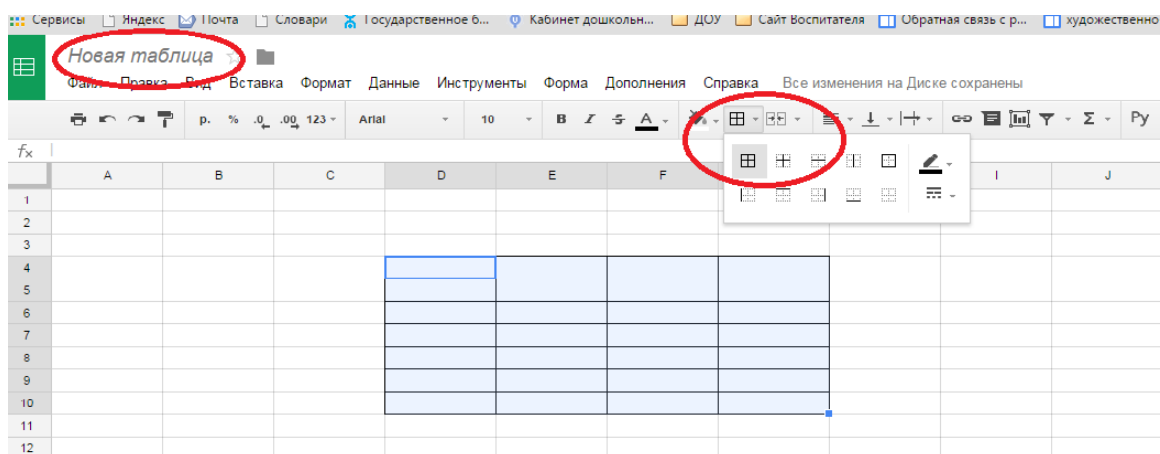 Сервисы Яндекс Почта Словари Государственное б... Кабинет дошкольн... ДОУ Сайт Воспитателя Обратная связь с р... художественно
Новая таблица
Файл Правка Вид Вставка Формат Данные Инструменты Форма Дополнения Справка Все изменения на Диске сохранены
р. % .0 .00 123 Arial 10 B I S A Σ Ру
fx
A B C D E F I J
1
2
3
4
5
6
7
8
9
10
11
12